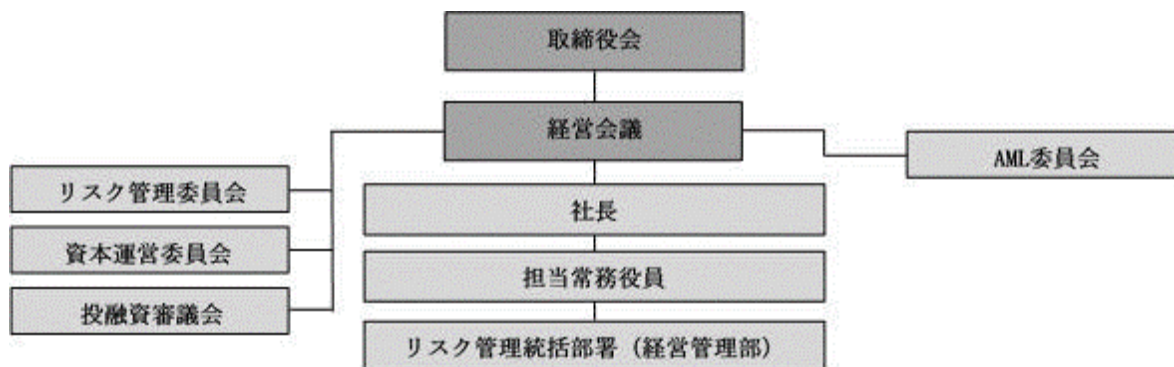 取締役会
経営会議
AML委員会
リスク管理委員会
資本運営委員会
投融資審議会
社長
担当常務役員
リスク管理統括部署（経営管理部）